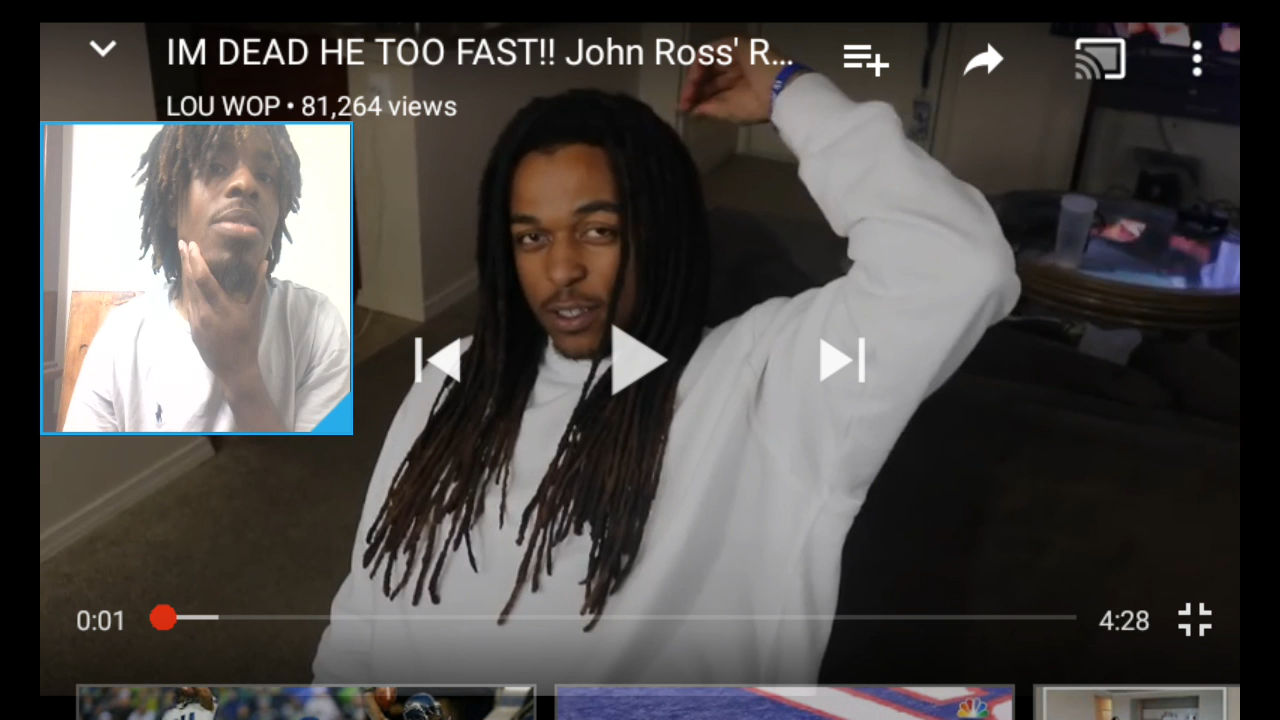 IM DEAD HE TOO FAST!! John Ross' R...
LOU WOP • 81,264 views
0:01
4:28